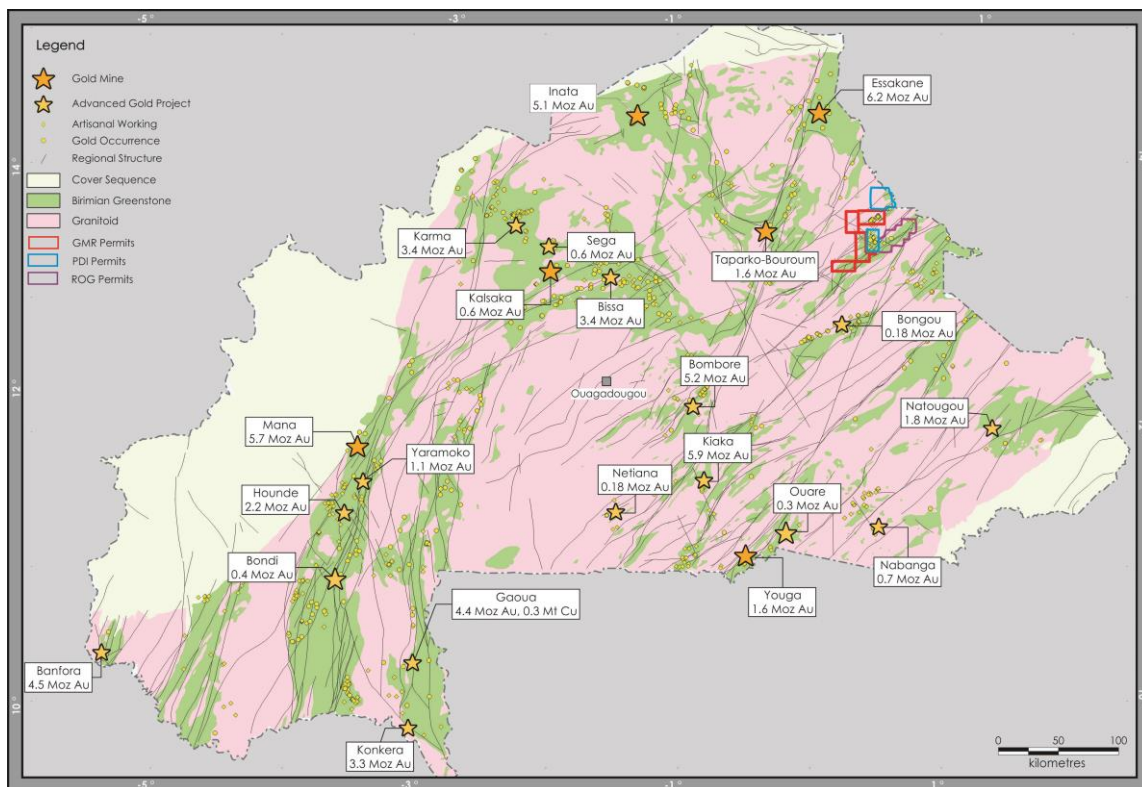 -5°
-3°
-1°
1°
Legend
Gold Mine
Advanced Gold Project
Artisanal Working
Gold Occurrence
Regional Structure
Cover Sequence
Birimian Greenstone
Granitoid
GMR Permits
PDI Permits
ROG Permits
14°
12°
10°
Inata
5.1 Moz Au
Essakane
6.2 Moz Au
Karma
3.4 Moz Au
Sega
0.6 Moz Au
Taparko-Bouroum
1.6 Moz Au
Kalsaka
0.6 Moz Au
Bissa
3.4 Moz Au
Bongou
0.18 Moz Au
Bombore
5.2 Moz Au
Ouagadougou
Natougou
1.8 Moz Au
Mana
5.7 Moz Au
Yaramoko
1.1 Moz Au
Kiaka
5.9 Moz Au
Netiana
0.18 Moz Au
Hounde
2.2 Moz Au
Ouare
0.3 Moz Au
Nabanga
0.7 Moz Au
Bondi
0.4 Moz Au
Gaoua
4.4 Moz Au, 0.3 Mt Cu
Youga
1.6 Moz Au
Banfora
4.5 Moz Au
Konkera
3.3 Moz Au
0 50 100
kilometres
-5°
-3°
-1°
1°